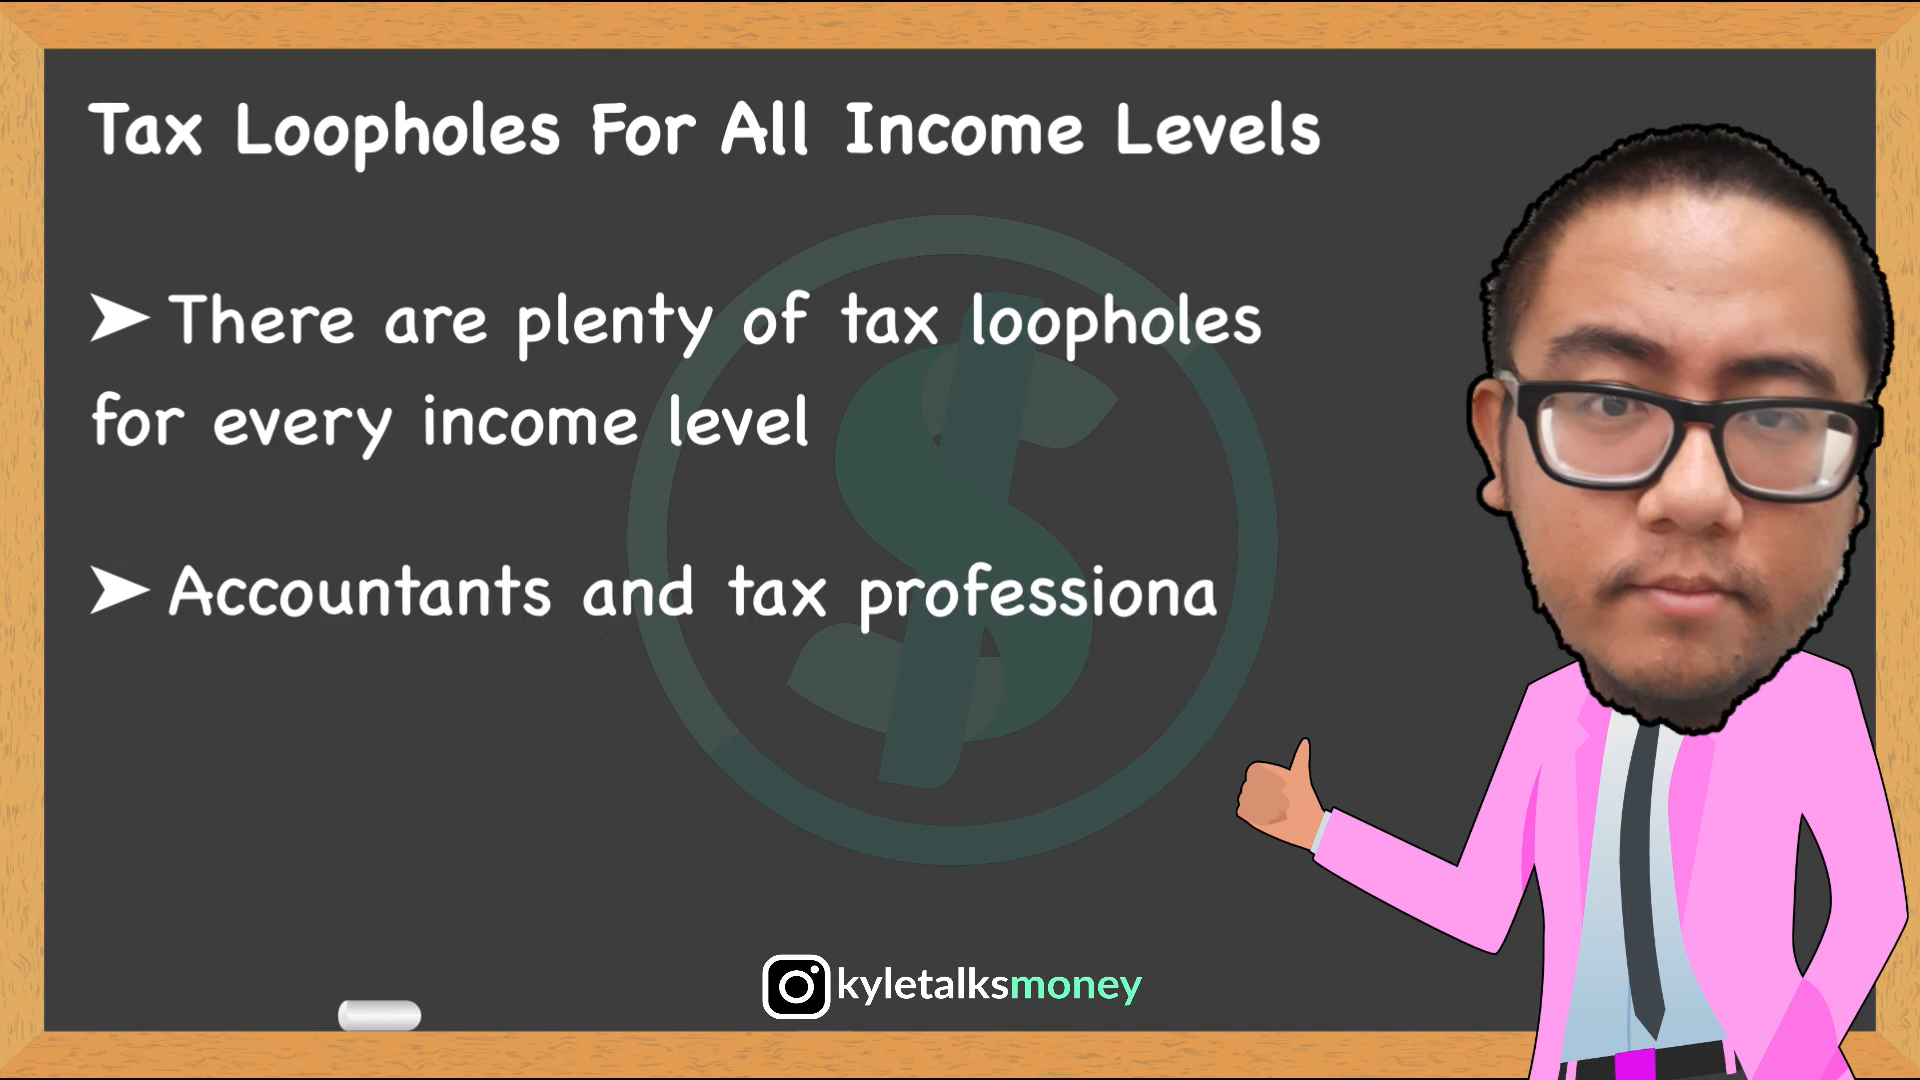 Tax Loopholes For All Income Levels
➤ There are plenty of tax loopholes
for every income level
➤ Accountants and tax professiona
kyletalksmoney